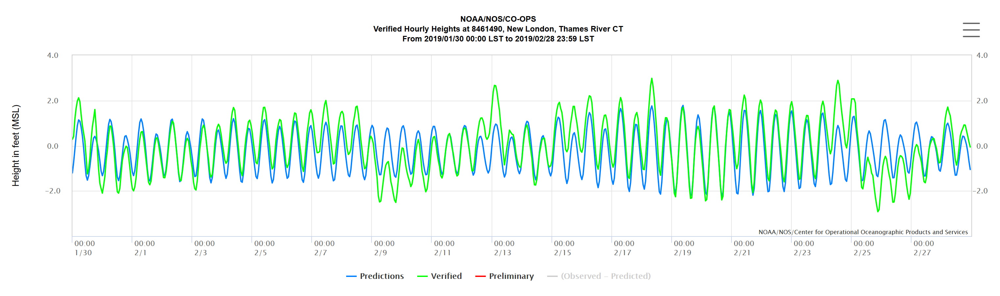 NOAA/NOS/CO-OPS
Verified Hourly Heights at 8461490, New London, Thames River CT
From 2019/01/30 00:00 LST to 2019/02/28 23:59 LST
Height in feet (MSL)
4.0 4.0
2.0 2.0
0.0 0.0
−2.0 −2.0
NOAA/NOS/Center for Operational Oceanographic Products and Services
00:00 00:00 00:00 00:00 00:00 00:00 00:00 00:00 00:00 00:00 00:00 00:00 00:00 00:00 00:00
1/30 2/1 2/3 2/5 2/7 2/9 2/11 2/13 2/15 2/17 2/19 2/21 2/23 2/25 2/27
Predictions Verified Preliminary (Observed − Predicted)